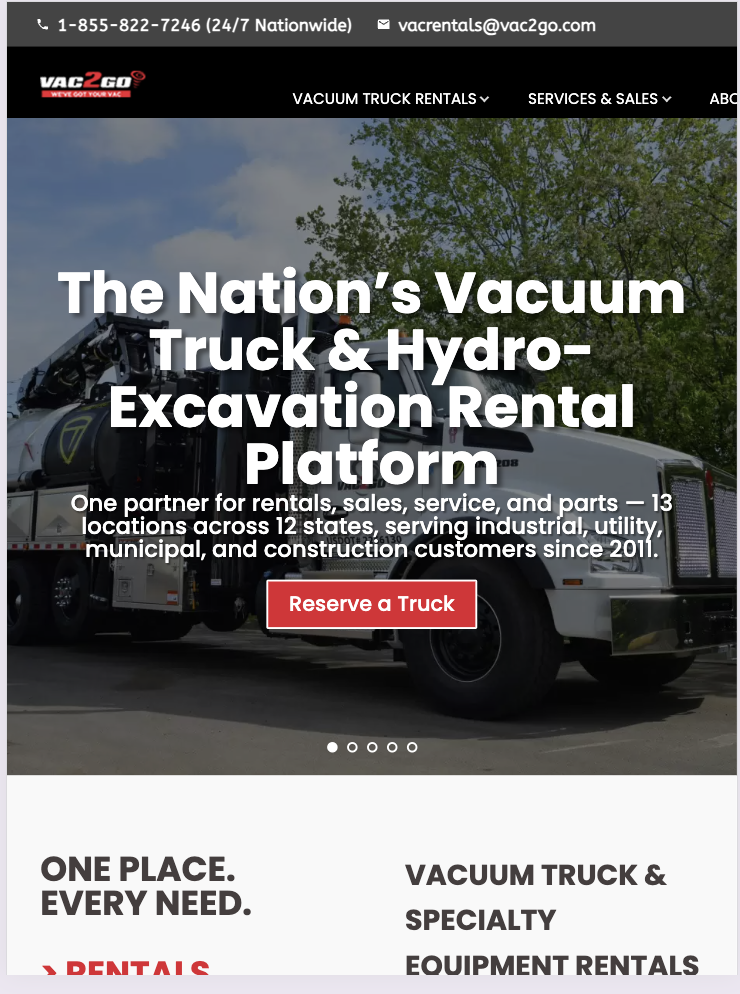 1-855-822-7246 (24/7 Nationwide)
vacrentals@vac2go.com
VAC2GO
WE'VE GOT YOUR VAC
VACUUM TRUCK RENTALS
SERVICES & SALES
ABO
The Nation’s Vacuum
Truck & Hydro-
Excavation Rental
Platform
One partner for rentals, sales, service, and parts — 13
locations across 12 states, serving industrial, utility,
municipal, and construction customers since 2011.
Reserve a Truck
ONE PLACE.
EVERY NEED.
> RENTALS
VACUUM TRUCK &
SPECIALTY
EQUIPMENT RENTALS